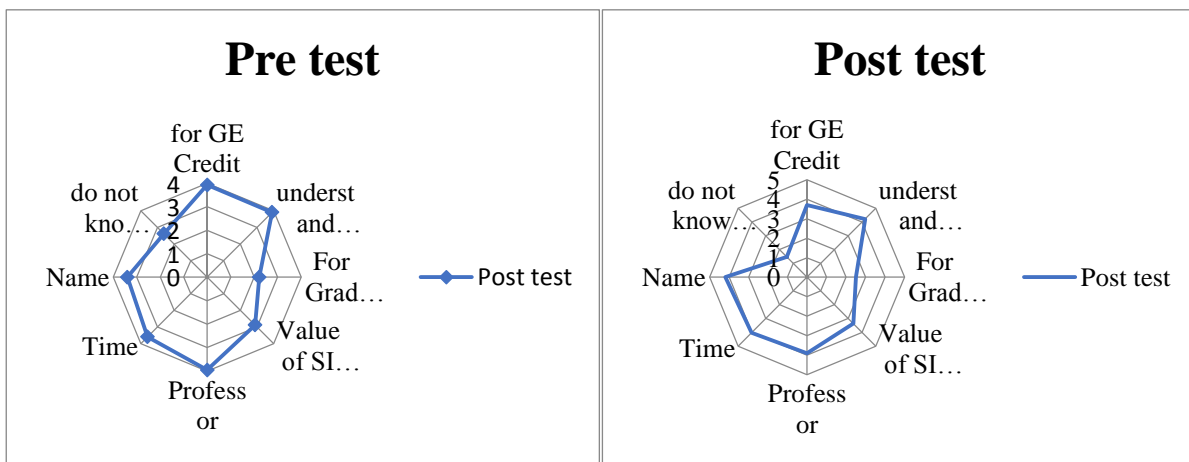 Pre test
for GE
Credit
underst
and…
For
Grad…
Value
of SI…
Profess
or
Time
Name
do not
kno…
4
3
2
1
0
Post test
Post test
for GE
Credit
underst
and…
For
Grad…
Value
of SI…
Profess
or
Time
Name
do not
know…
5
4
3
2
1
0
Post test